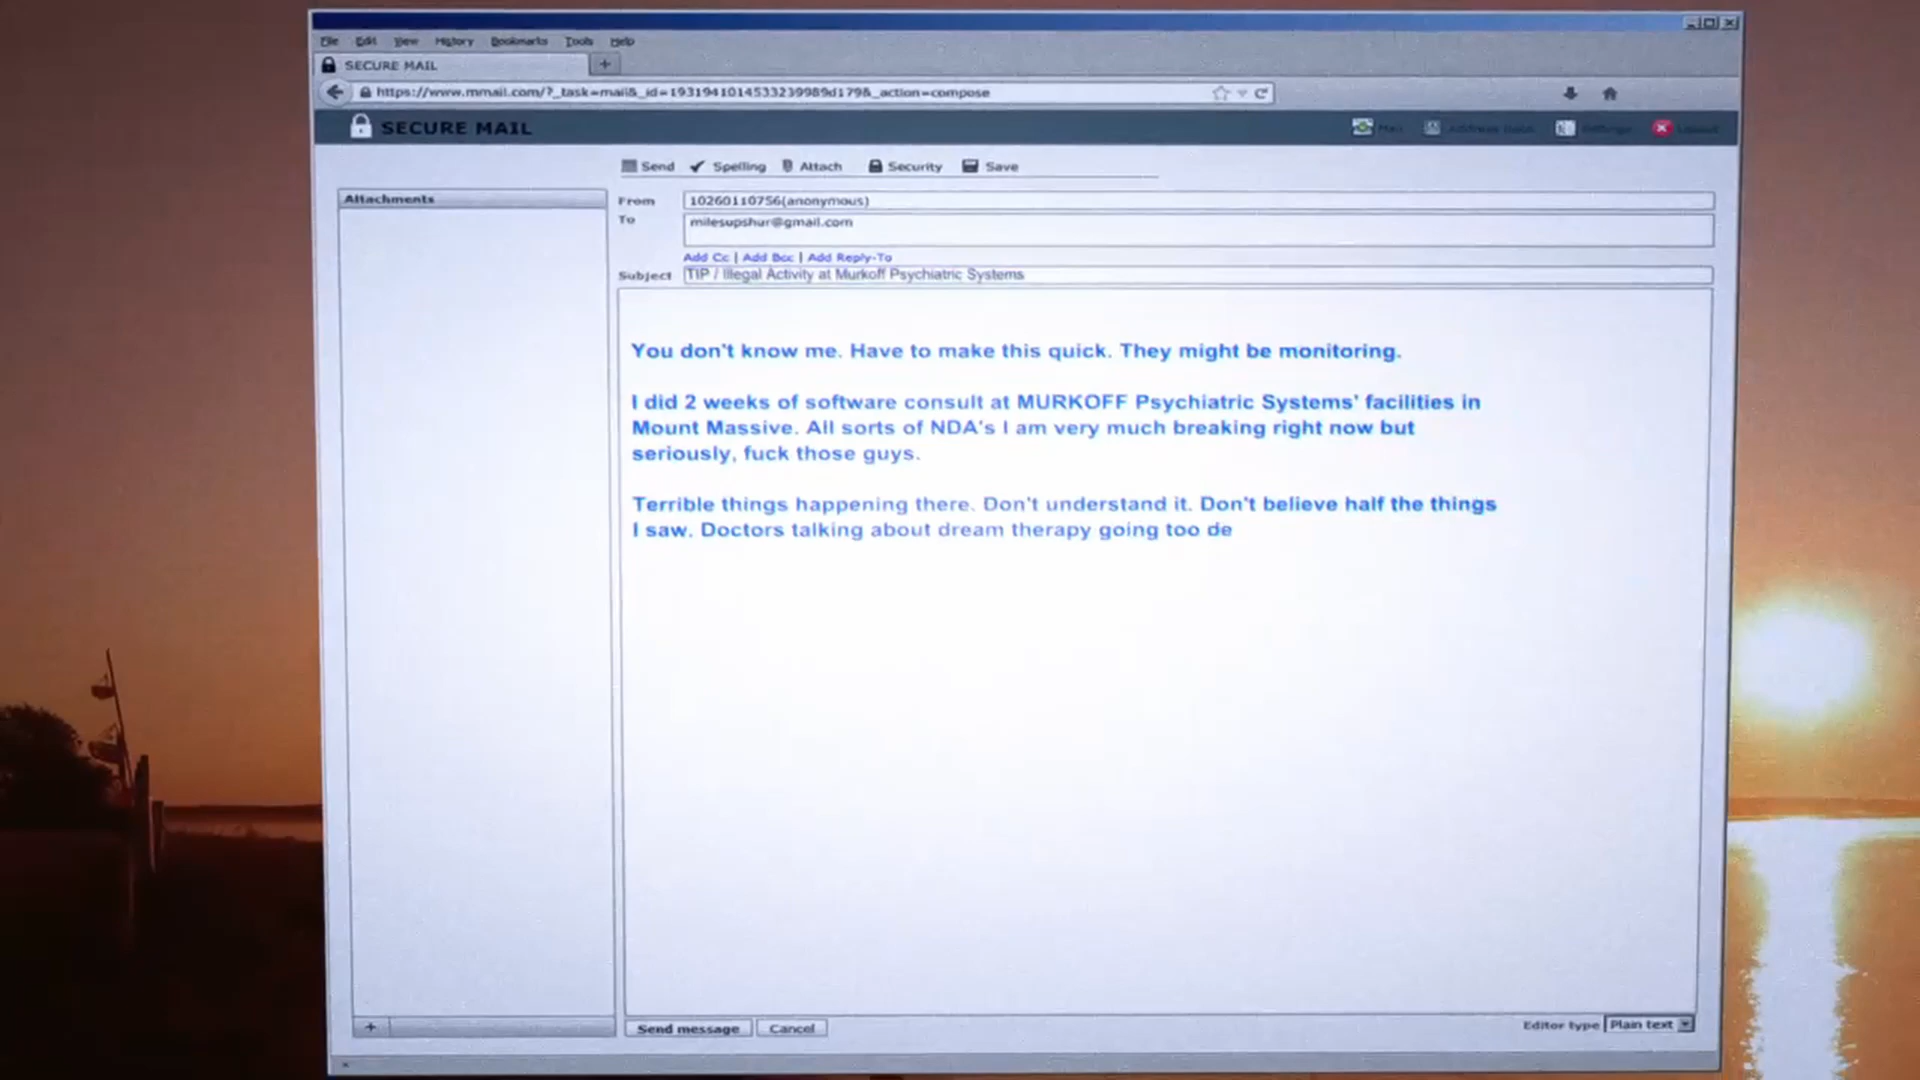 File Edit View History Bookmarks Tools Help
SECURE MAIL
https://www.mmail.com/?_task=mail&_id=1931941014533239989d179&_action=compose
SECURE MAIL
Mail Address Book Settings Logout
Send Spelling Attach Security Save
Attachments
From 10260110756(anonymous)
To milesupshur@gmail.com
Add Cc | Add Bcc | Add Reply-To
Subject TIP / Illegal Activity at Murkoff Psychiatric Systems
You don't know me. Have to make this quick. They might be monitoring.
I did 2 weeks of software consult at MURKOFF Psychiatric Systems' facilities in
Mount Massive. All sorts of NDA's I am very much breaking right now but
seriously, fuck those guys.
Terrible things happening there. Don't understand it. Don't believe half the things
I saw. Doctors talking about dream therapy going too de
Send message Cancel
Editor type Plain text